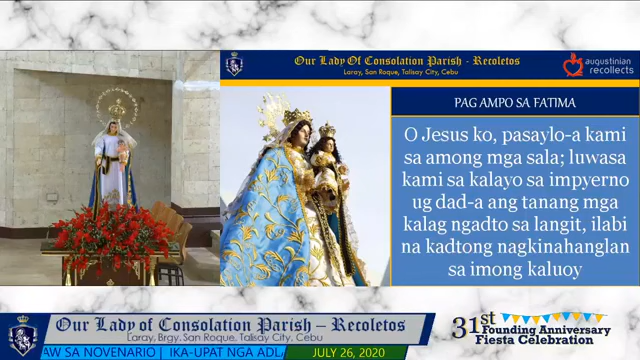 Our Lady Of Consolation Parish - Recoletos
Laray, San Roque, Talisay City, Cebu
augustinian
recollects
PAG AMPO SA FATIMA
O Jesus ko, pasaylo-a kami
sa among mga sala; luwasa
kami sa kalayo sa impyerno
ug dad-a ang tanang mga
kalag ngadto sa langit, ilabi
na kadtong nagkinahanglan
sa imong kaluoy
Our Lady of Consolation Parish – Recoletos
Laray, Brgy. San Roque, Talisay City, Cebu
31st
Founding Anniversary
Fiesta Celebration
AW SA NOVENARIO | IKA-UPAT NGA ADLA
JULY 26, 2020